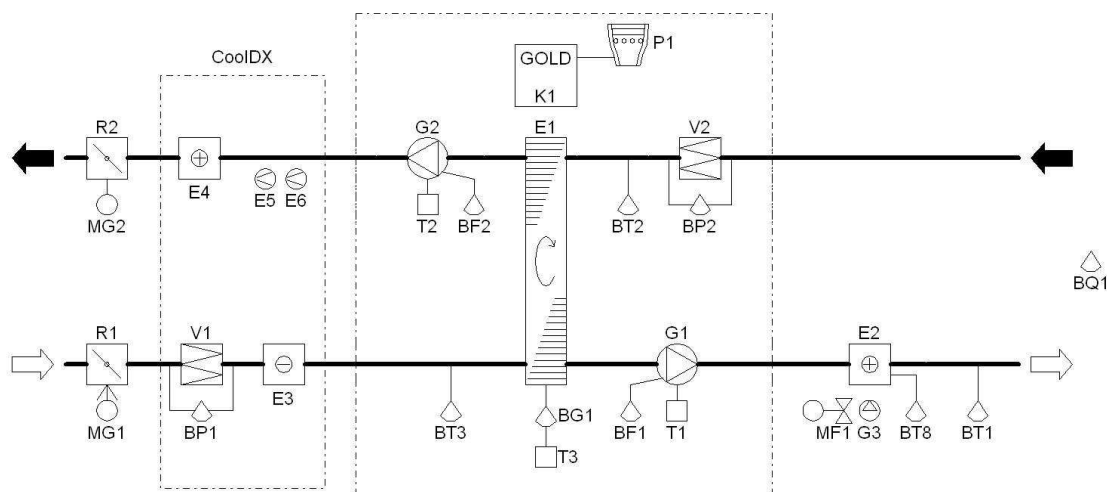 P1
CoolDX
GOLD
K1
R2
G2
E1
V2
E4
E5
E6
MG2
T2
BF2
BT2
BP2
BQ1
R1
V1
G1
E2
E3
MG1
BP1
BT3
BG1
BF1
T1
MF1
G3
BT8
BT1
T3